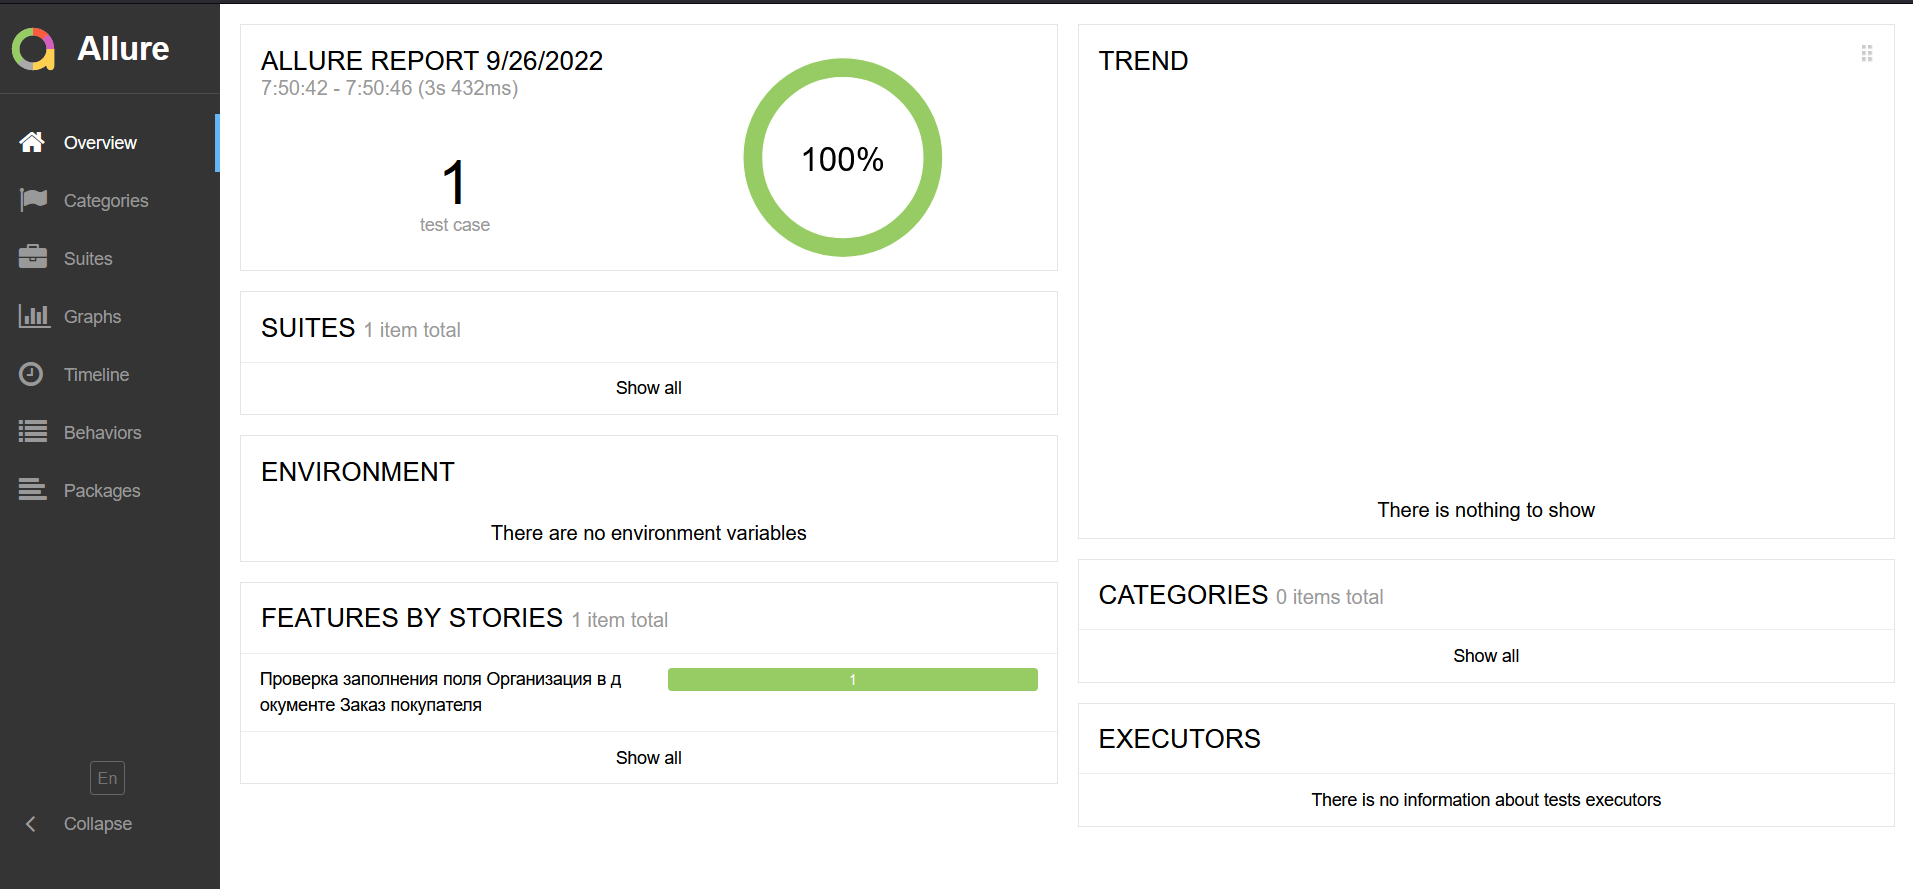 Allure
Overview
Categories
Suites
Graphs
Timeline
Behaviors
Packages
En
Collapse
ALLURE REPORT 9/26/2022
7:50:42 - 7:50:46 (3s 432ms)
1
test case
100%
SUITES 1 item total
Show all
ENVIRONMENT
There are no environment variables
FEATURES BY STORIES 1 item total
Проверка заполнения поля Организация в д
окументе Заказ покупателя
1
Show all
TREND
There is nothing to show
CATEGORIES 0 items total
Show all
EXECUTORS
There is no information about tests executors